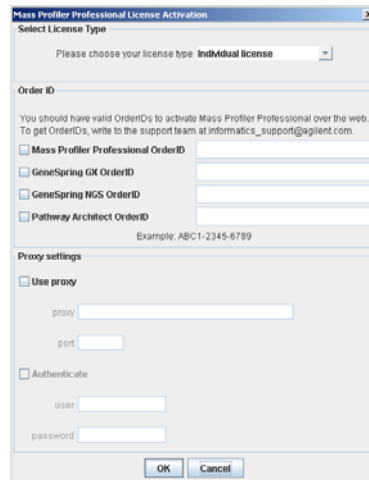 Mass Profiler Professional License Activation
Select License Type
Please choose your license type Individual license
Order ID
You should have valid OrderIDs to activate Mass Profiler Professional over the web.
To get OrderIDs, write to the support team at informatics_support@agilent.com.
Mass Profiler Professional OrderID
GeneSpring GX OrderID
GeneSpring NGS OrderID
Pathway Architect OrderID
Example: ABC1-2345-6789
Proxy settings
Use proxy
proxy
port
Authenticate
user
password
OK Cancel